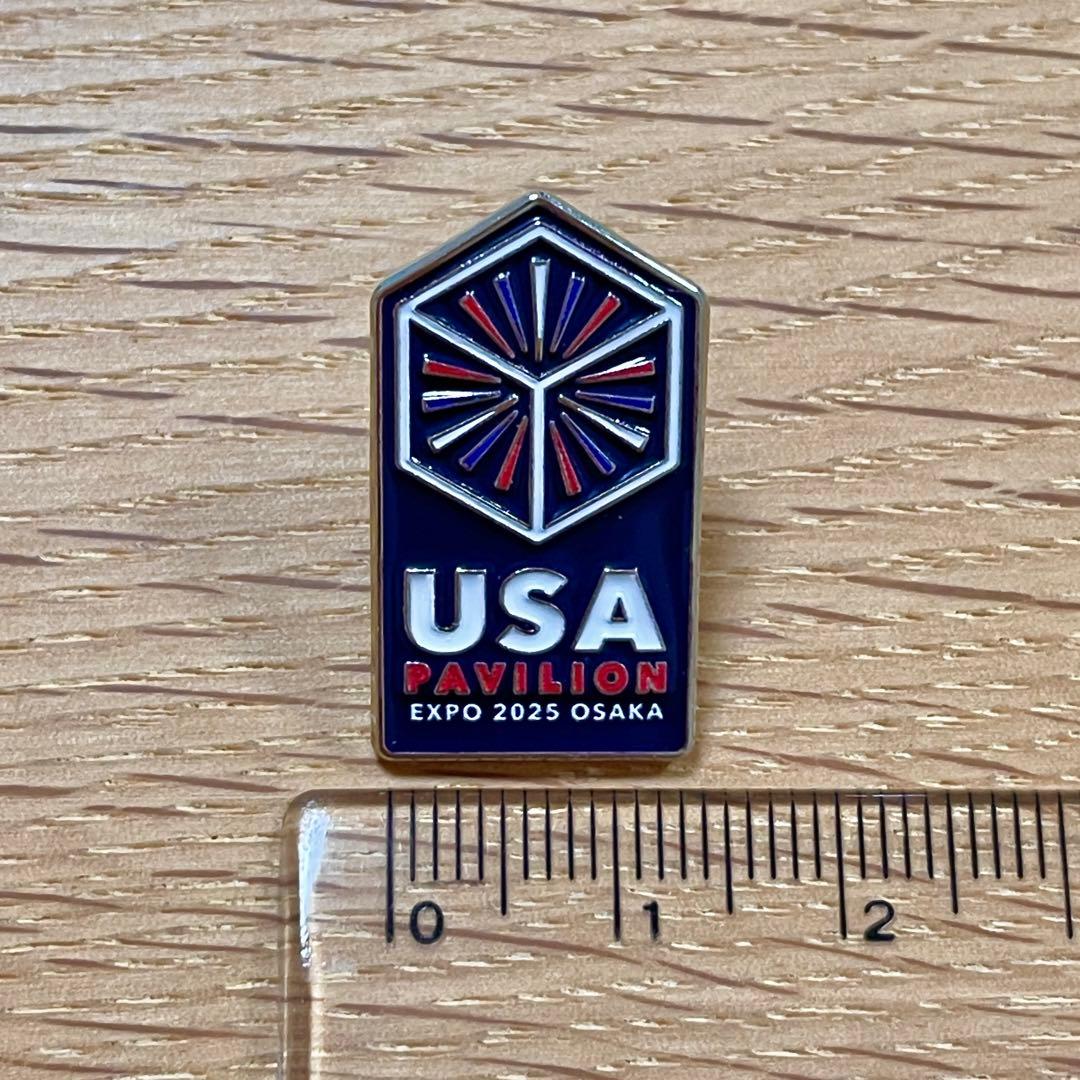 USA
PAVILION
EXPO 2025 OSAKA
0 1 2